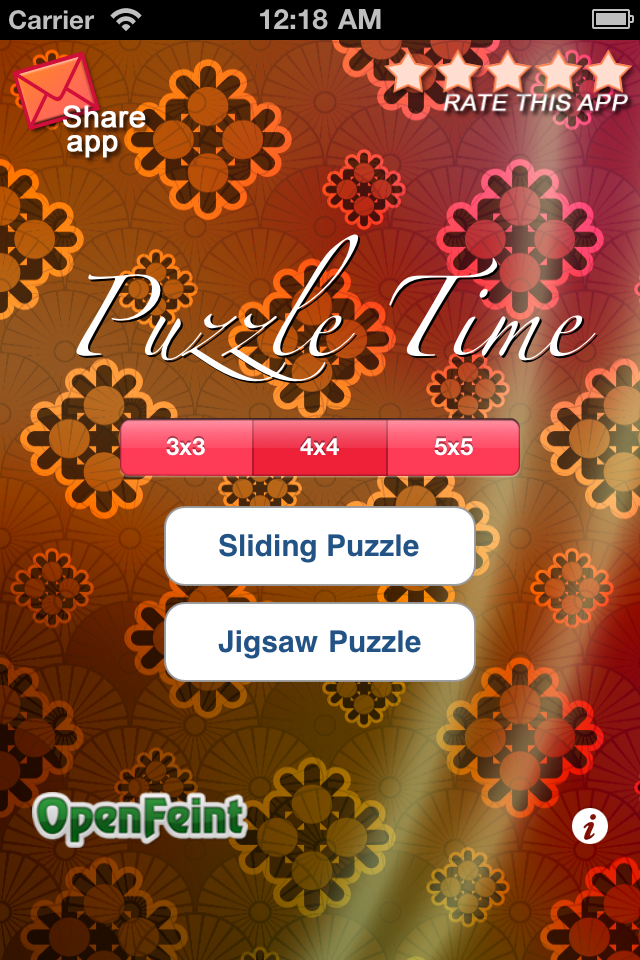 Carrier 12:18 AM
Share
app
RATE THIS APP
Puzzle Time
3x3 4x4 5x5
Sliding Puzzle
Jigsaw Puzzle
OpenFeint
i